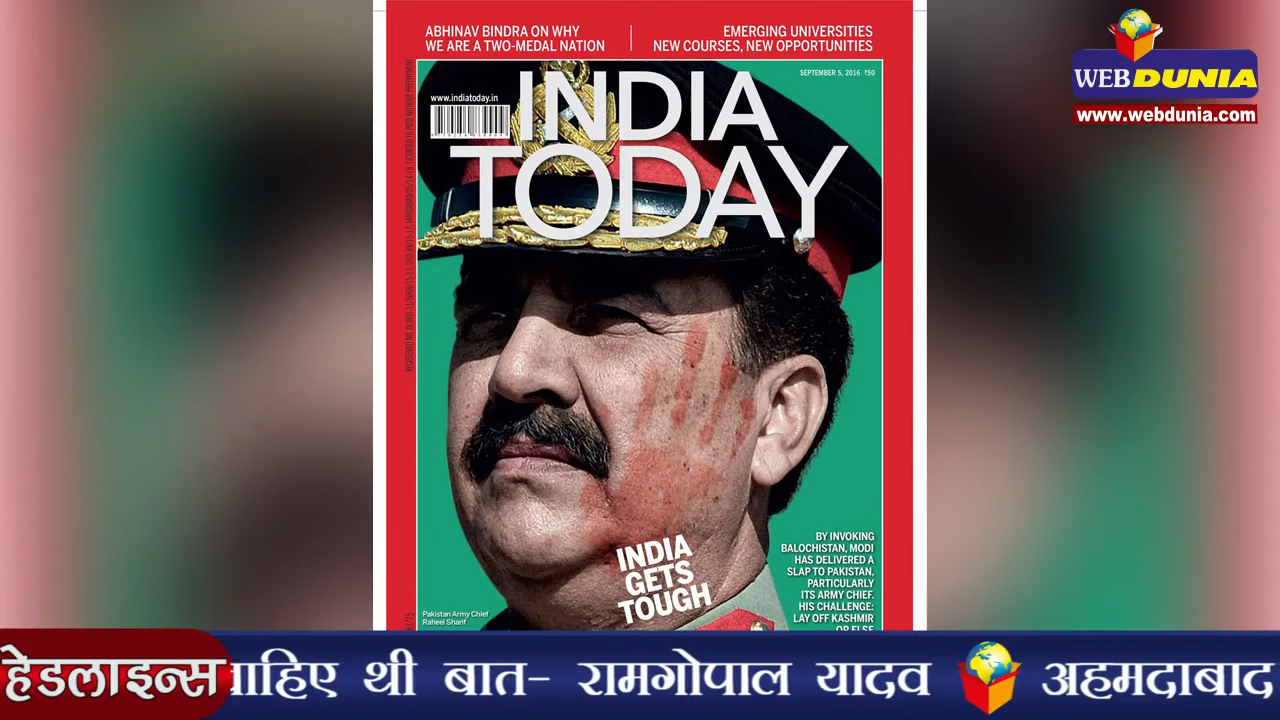 ABHINAV BINDRA ON WHY
WE ARE A TWO-MEDAL NATION
EMERGING UNIVERSITIES
NEW COURSES, NEW OPPORTUNITIES
WEBDUNIA
www.webdunia.com
SEPTEMBER 5, 2016 ₹50
www.indiatoday.in
INDIA
TODAY
INDIA
GETS
TOUGH
BY INVOKING
BALOCHISTAN, MODI
HAS DELIVERED A
SLAP TO PAKISTAN,
PARTICULARLY
ITS ARMY CHIEF.
HIS CHALLENGE:
LAY OFF KASHMIR
OR ELSE
Pakistan Army Chief
Raheel Sharif
हेडलाइन्स
थी बात- रामगोपाल यादव अहमदाबाद